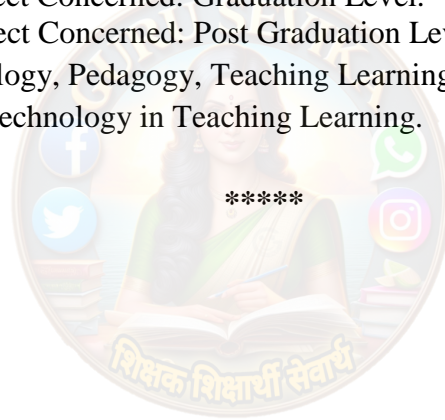 ect Concerned: Graduation Level.
ect Concerned: Post Graduation Lev
logy, Pedagogy, Teaching Learning
echnology in Teaching Learning.
*****
शिक्षक शिक्षार्थी सेवार्थ